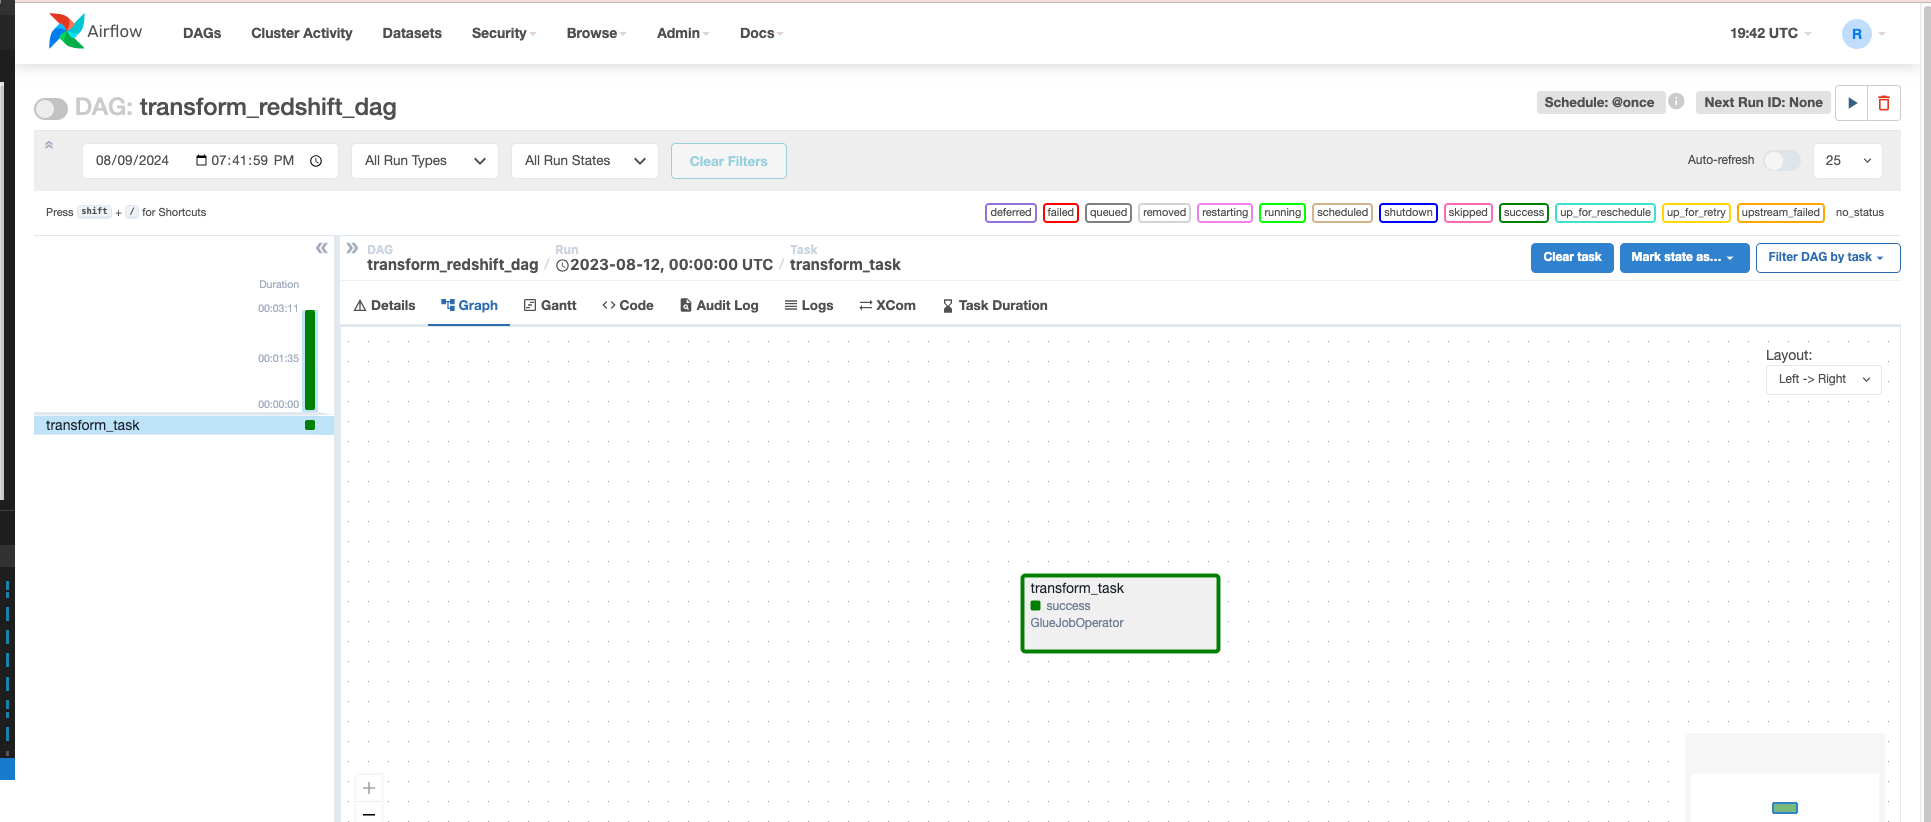 Airflow DAGs Cluster Activity Datasets Security Browse Admin Docs 19:42 UTC R
DAG: transform_redshift_dag Schedule: @once i Next Run ID: None
08/09/2024 07:41:59 PM All Run Types All Run States Clear Filters Auto-refresh 25
Press shift + / for Shortcuts deferred failed queued removed restarting running scheduled shutdown skipped success up_for_reschedule up_for_retry upstream_failed no_status
DAG Run Task
transform_redshift_dag / 2023-08-12, 00:00:00 UTC / transform_task Clear task Mark state as... Filter DAG by task
Duration
00:03:11
00:01:35
00:00:00
transform_task
Details Graph Gantt <> Code Audit Log Logs XCom Task Duration
Layout:
Left -> Right
transform_task
success
GlueJobOperator
+
−